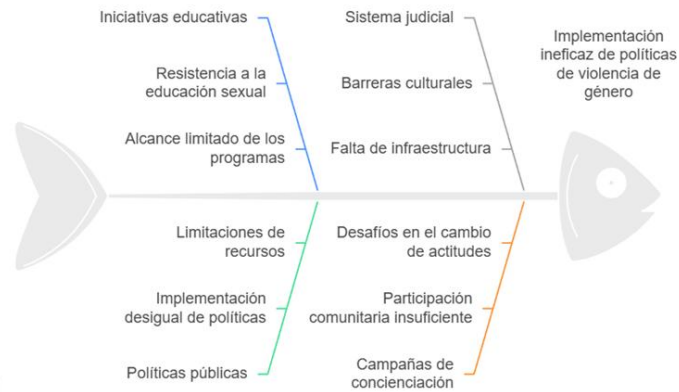 Iniciativas educativas
Resistencia a la
educación sexual
Alcance limitado de los
programas
Sistema judicial
Barreras culturales
Falta de infraestructura
Implementación
ineficaz de políticas
de violencia de
género
Limitaciones de
recursos
Implementación
desigual de políticas
Políticas públicas
Desafíos en el cambio
de actitudes
Participación
comunitaria insuficiente
Campañas de
concienciación